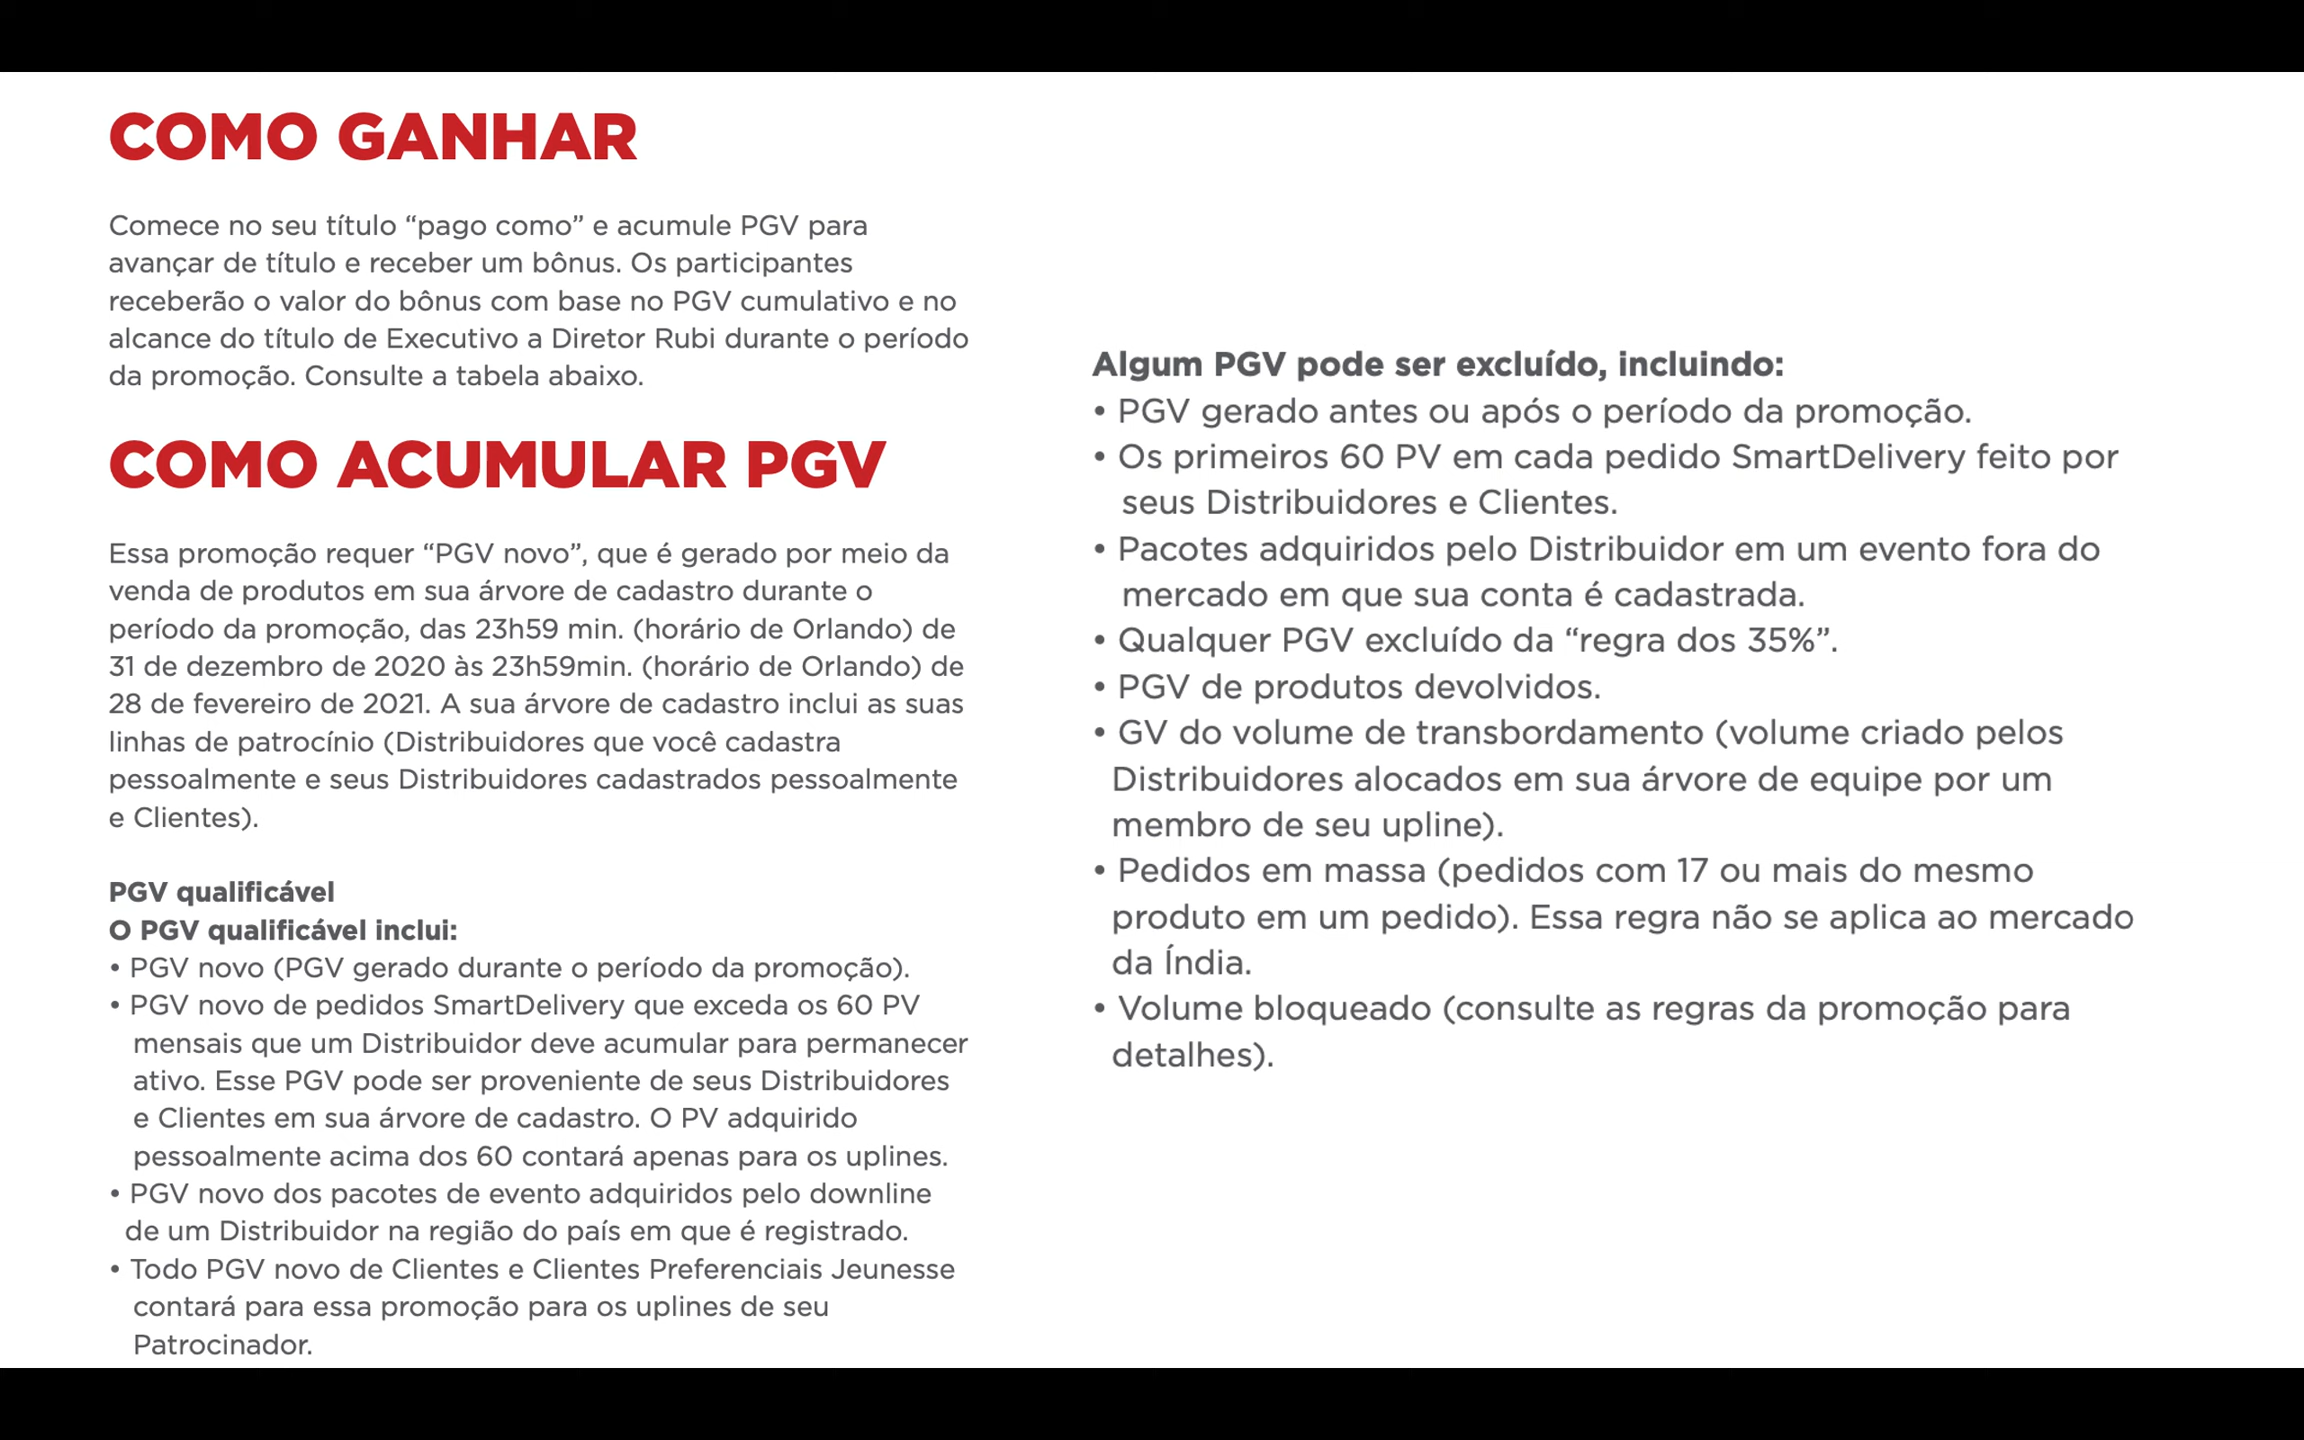 COMO GANHAR
Comece no seu título “pago como” e acumule PGV para
avançar de título e receber um bônus. Os participantes
receberão o valor do bônus com base no PGV cumulativo e no
alcance do título de Executivo a Diretor Rubi durante o período
da promoção. Consulte a tabela abaixo.
COMO ACUMULAR PGV
Essa promoção requer “PGV novo”, que é gerado por meio da
venda de produtos em sua árvore de cadastro durante o
período da promoção, das 23h59 min. (horário de Orlando) de
31 de dezembro de 2020 às 23h59min. (horário de Orlando) de
28 de fevereiro de 2021. A sua árvore de cadastro inclui as suas
linhas de patrocínio (Distribuidores que você cadastra
pessoalmente e seus Distribuidores cadastrados pessoalmente
e Clientes).
PGV qualificável
O PGV qualificável inclui:
• PGV novo (PGV gerado durante o período da promoção).
• PGV novo de pedidos SmartDelivery que exceda os 60 PV
mensais que um Distribuidor deve acumular para permanecer
ativo. Esse PGV pode ser proveniente de seus Distribuidores
e Clientes em sua árvore de cadastro. O PV adquirido
pessoalmente acima dos 60 contará apenas para os uplines.
• PGV novo dos pacotes de evento adquiridos pelo downline
de um Distribuidor na região do país em que é registrado.
• Todo PGV novo de Clientes e Clientes Preferenciais Jeunesse
contará para essa promoção para os uplines de seu
Patrocinador.
Algum PGV pode ser excluído, incluindo:
• PGV gerado antes ou após o período da promoção.
• Os primeiros 60 PV em cada pedido SmartDelivery feito por
seus Distribuidores e Clientes.
• Pacotes adquiridos pelo Distribuidor em um evento fora do
mercado em que sua conta é cadastrada.
• Qualquer PGV excluído da “regra dos 35%”.
• PGV de produtos devolvidos.
• GV do volume de transbordamento (volume criado pelos
Distribuidores alocados em sua árvore de equipe por um
membro de seu upline).
• Pedidos em massa (pedidos com 17 ou mais do mesmo
produto em um pedido). Essa regra não se aplica ao mercado
da Índia.
• Volume bloqueado (consulte as regras da promoção para
detalhes).